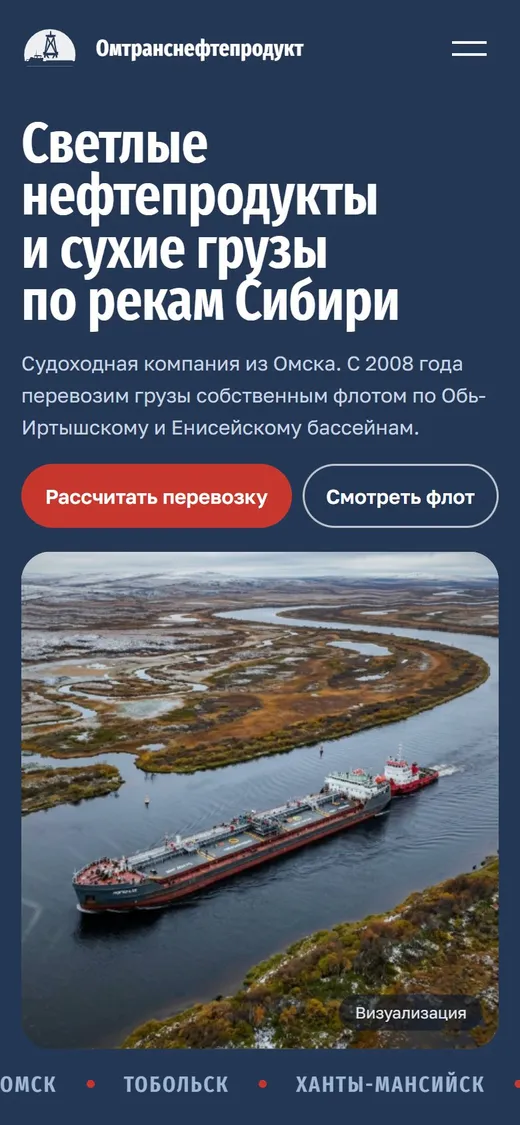 Омтранснефтепродукт
Светлые
нефтепродукты
и сухие грузы
по рекам Сибири
Судоходная компания из Омска. С 2008 года
перевозим грузы собственным флотом по Обь-
Иртышскому и Енисейскому бассейнам.
Рассчитать перевозку
Смотреть флот
Визуализация
ОМСК • ТОБОЛЬСК • ХАНТЫ-МАНСИЙСК •